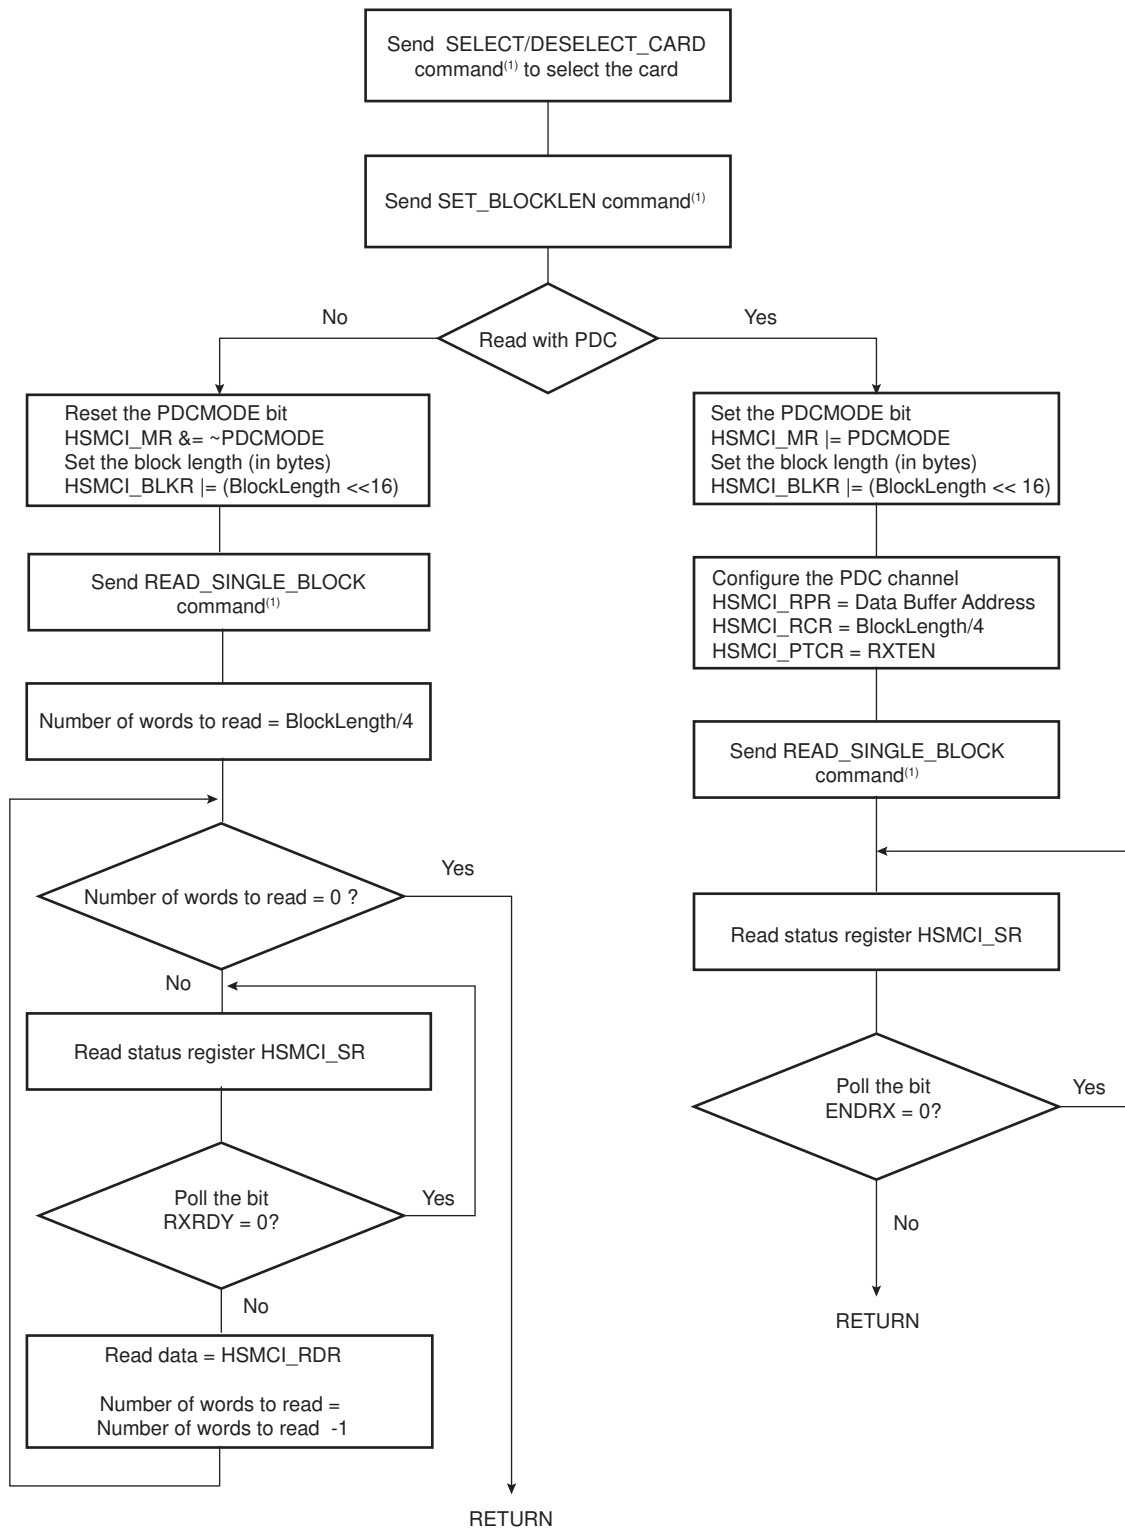 Send SELECT/DESELECT_CARD
command(1) to select the card
Send SET_BLOCKLEN command(1)
No
Yes
Read with PDC
Reset the PDCMODE bit
HSMCI_MR &= ~PDCMODE
Set the block length (in bytes)
HSMCI_BLKR |= (BlockLength <<16)
Send READ_SINGLE_BLOCK
command(1)
Number of words to read = BlockLength/4
Number of words to read = 0 ?
Yes
No
Read status register HSMCI_SR
Poll the bit
RXRDY = 0?
Yes
No
Read data = HSMCI_RDR
Number of words to read =
Number of words to read -1
RETURN
Set the PDCMODE bit
HSMCI_MR |= PDCMODE
Set the block length (in bytes)
HSMCI_BLKR |= (BlockLength << 16)
Configure the PDC channel
HSMCI_RPR = Data Buffer Address
HSMCI_RCR = BlockLength/4
HSMCI_PTCR = RXTEN
Send READ_SINGLE_BLOCK
command(1)
Read status register HSMCI_SR
Poll the bit
ENDRX = 0?
Yes
No
RETURN